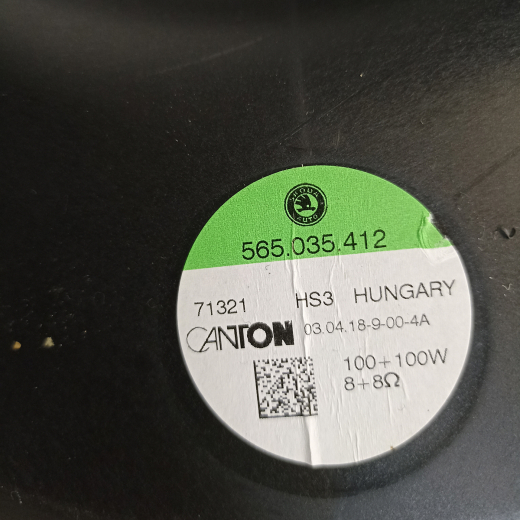 ŠKODA
AUTO
565.035.412
71321 HS3 HUNGARY
CANTON 03.04.18-9-00-4A
100+100W
8+8Ω